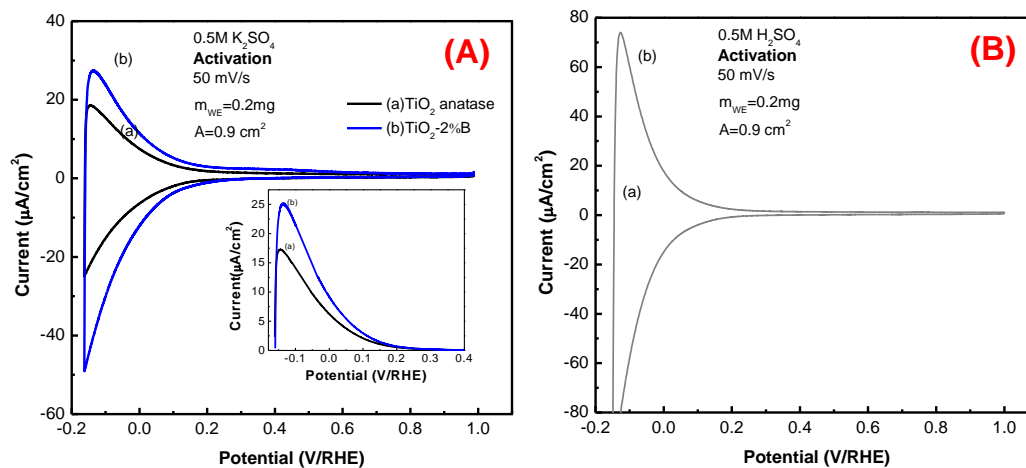 (A)
0.5M K₂SO₄
Activation
50 mV/s
m_WE=0.2mg
A=0.9 cm²
(a)TiO₂ anatase
(b)TiO₂-2%B
(b)
(a)
40
20
0
-20
-40
-60
Current (µA/cm²)
-0.2 0.0 0.2 0.4 0.6 0.8 1.0
Potential (V/RHE)
25
20
15
10
5
0
Current(µA/cm²)
(b)
(a)
-0.1 0.0 0.1 0.2 0.3 0.4
Potential (V/RHE)
(B)
0.5M H₂SO₄
Activation
50 mV/s
m_WE=0.2mg
A=0.9 cm²
(b)
(a)
80
60
40
20
0
-20
-40
-60
-80
Current (µA/cm²)
-0.2 0.0 0.2 0.4 0.6 0.8 1.0
Potential (V/RHE)